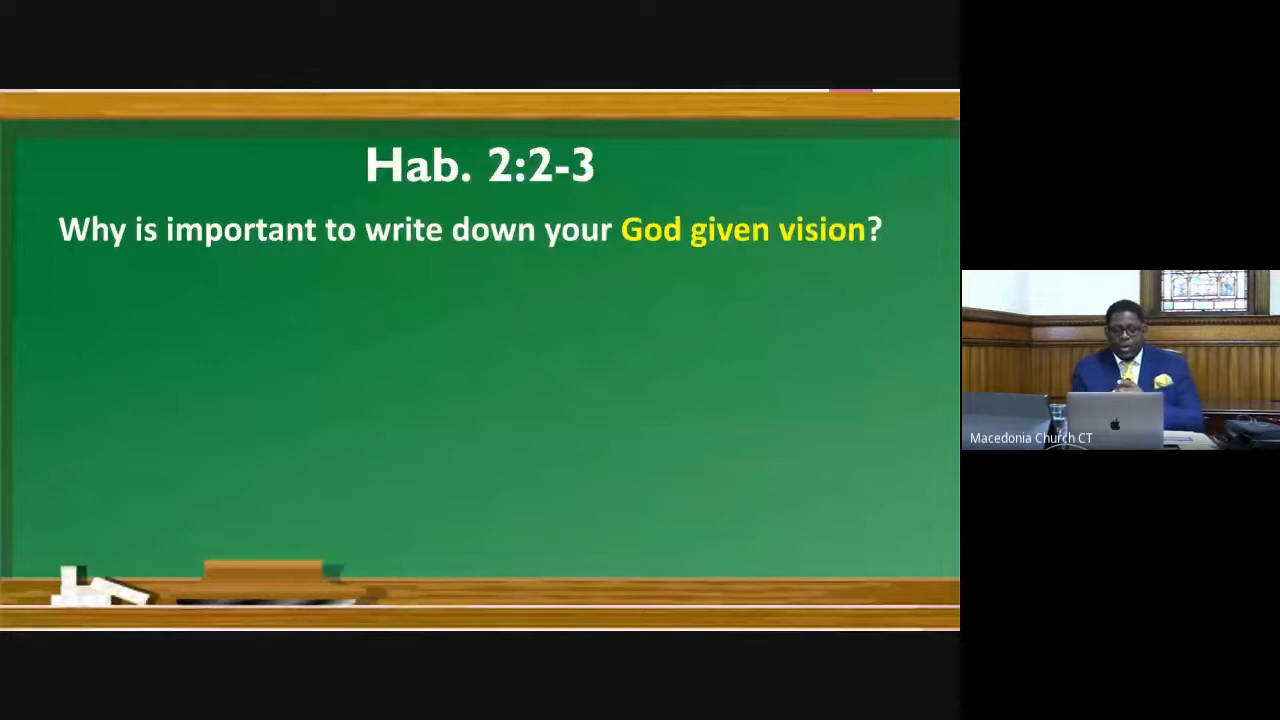 Hab. 2:2-3
Why is important to write down your God given vision?
Macedonia Church CT